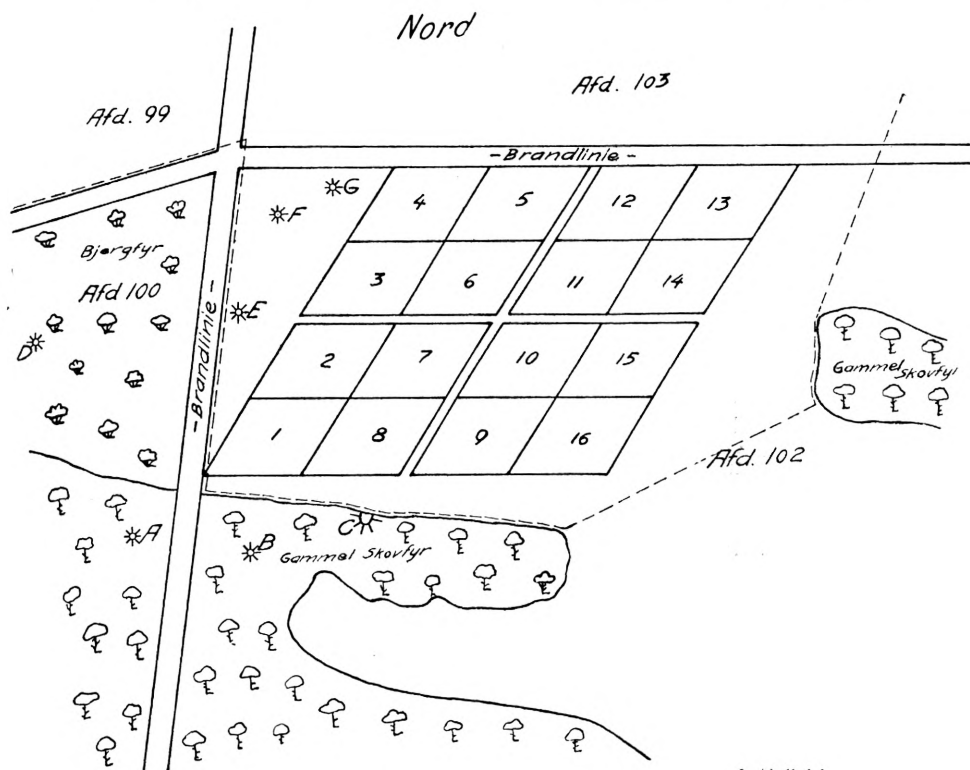 Nord
Afd. 103
Afd. 99
-Brandlinie-
G
F
4
5
12
13
Bjergfyr
3
6
11
14
Afd 100
E
D
-Brandlinie-
2
7
10
15
Gammel Skovfyr
1
8
9
16
Afd. 102
A
B
C
Gammel Skovfyr